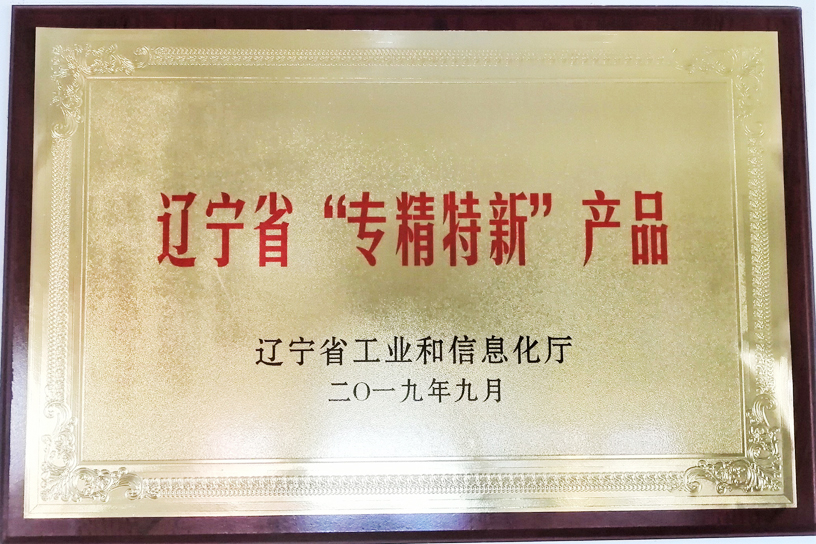 辽宁省“专精特新”产品
辽宁省工业和信息化厅
二〇一九年九月